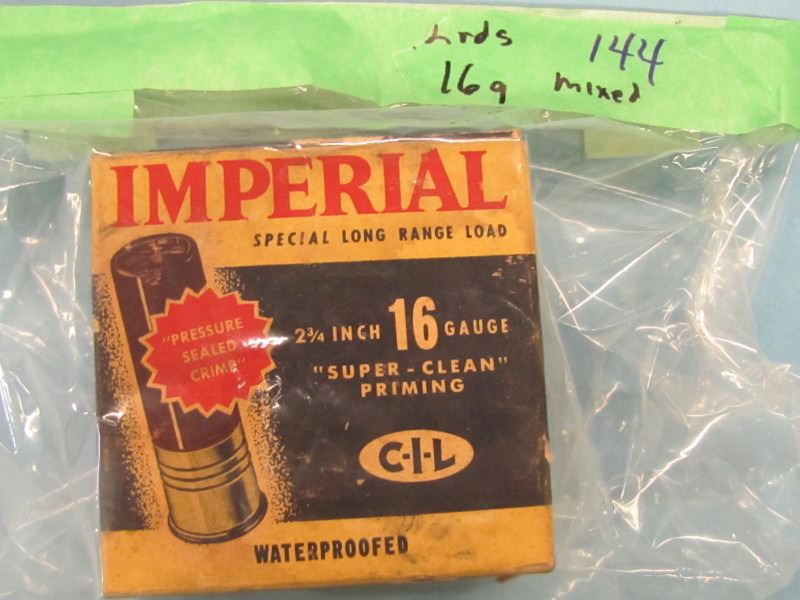 rds 144
16g mixed
IMPERIAL
SPECIAL LONG RANGE LOAD
"PRESSURE
SEALED
CRIMP"
2¾ INCH 16 GAUGE
"SUPER-CLEAN"
PRIMING
C-I-L
WATERPROOFED